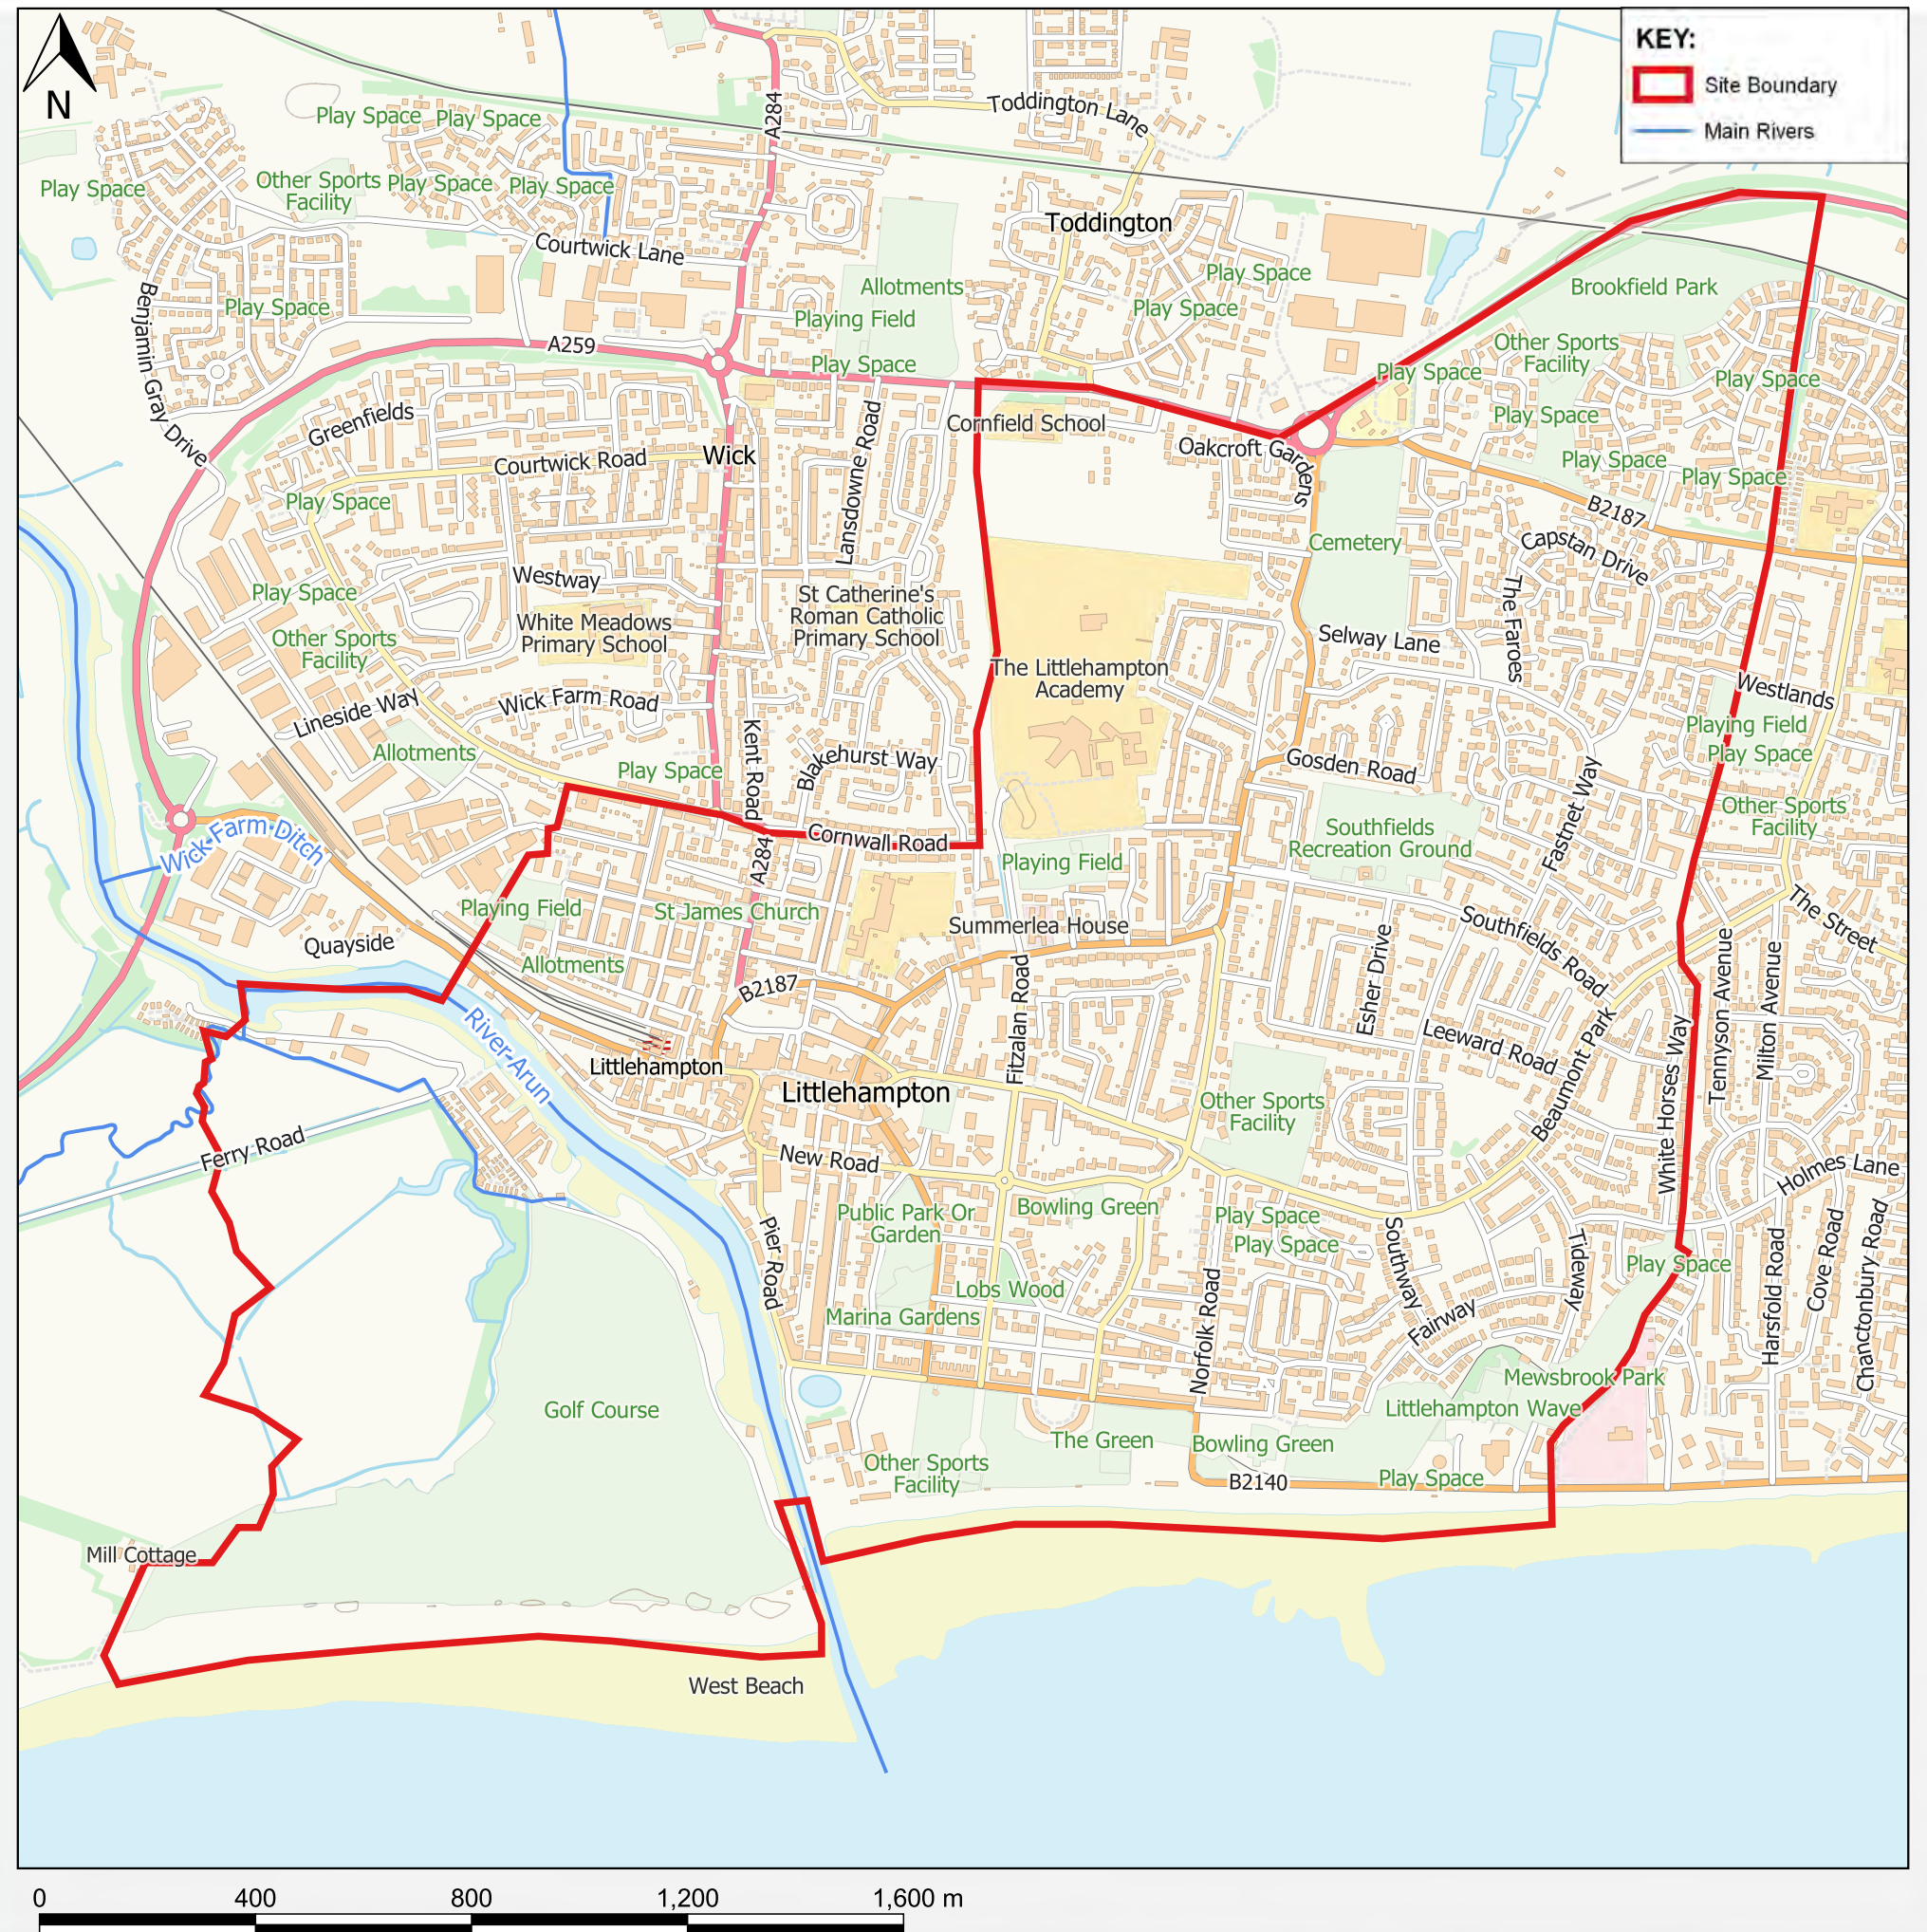 KEY:
Site Boundary
Main Rivers
N
A284
Toddington Lane
Play Space
Play Space
Play Space
Other Sports
Facility
Play Space
Play Space
Toddington
Courtwick Lane
Play Space
Allotments
Play Space
Brookfield Park
Benjamin Gray Drive
Play Space
Playing Field
Play Space
A259
Play Space
Other Sports
Facility
Play Space
Play Space
Greenfields
Lansdowne Road
Cornfield School
Play Space
Oakcroft Gardens
Courtwick Road
Wick
Play Space
Play Space
Play Space
B2187
Cemetery
Capstan Drive
Westway
Play Space
St Catherine's
Roman Catholic
Primary School
The Faroes
White Meadows
Primary School
Other Sports
Facility
Selway Lane
The Littlehampton
Academy
Westlands
Lineside Way
Wick Farm Road
Playing Field
Play Space
Allotments
Kent Road
Blakehurst Way
Play Space
Gosden Road
Fastnet Way
Other Sports
Facility
Wick Farm Ditch
Cornwall Road
A284
Southfields
Recreation Ground
Playing Field
Playing Field
St James Church
Summerlea House
Southfields Road
The Street
Quayside
Allotments
B2187
Fitzalan Road
Esher Drive
Tennyson Avenue
Milton Avenue
River Arun
Leeward Road
Beaumont Park
White Horses Way
Littlehampton
Littlehampton
Other Sports
Facility
Ferry Road
New Road
Holmes Lane
Public Park Or
Garden
Bowling Green
Play Space
Play Space
Pier Road
Southway
Tideway
Play Space
Harsfold Road
Cove Road
Chanctonbury Road
Lobs Wood
Marina Gardens
Norfolk Road
Fairway
Mewsbrook Park
Golf Course
Littlehampton Wave
The Green
Bowling Green
Other Sports
Facility
B2140
Play Space
Mill Cottage
West Beach
0 400 800 1,200 1,600 m